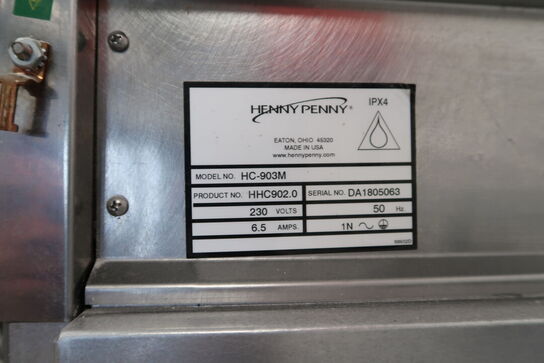 HENNY PENNY®
IPX4
EATON, OHIO 45320
MADE IN USA
www.hennypenny.com
MODEL NO. HC-903M
PRODUCT NO. HHC902.0 SERIAL NO. DA1805063
230 VOLTS 50 Hz
6.5 AMPS. 1N